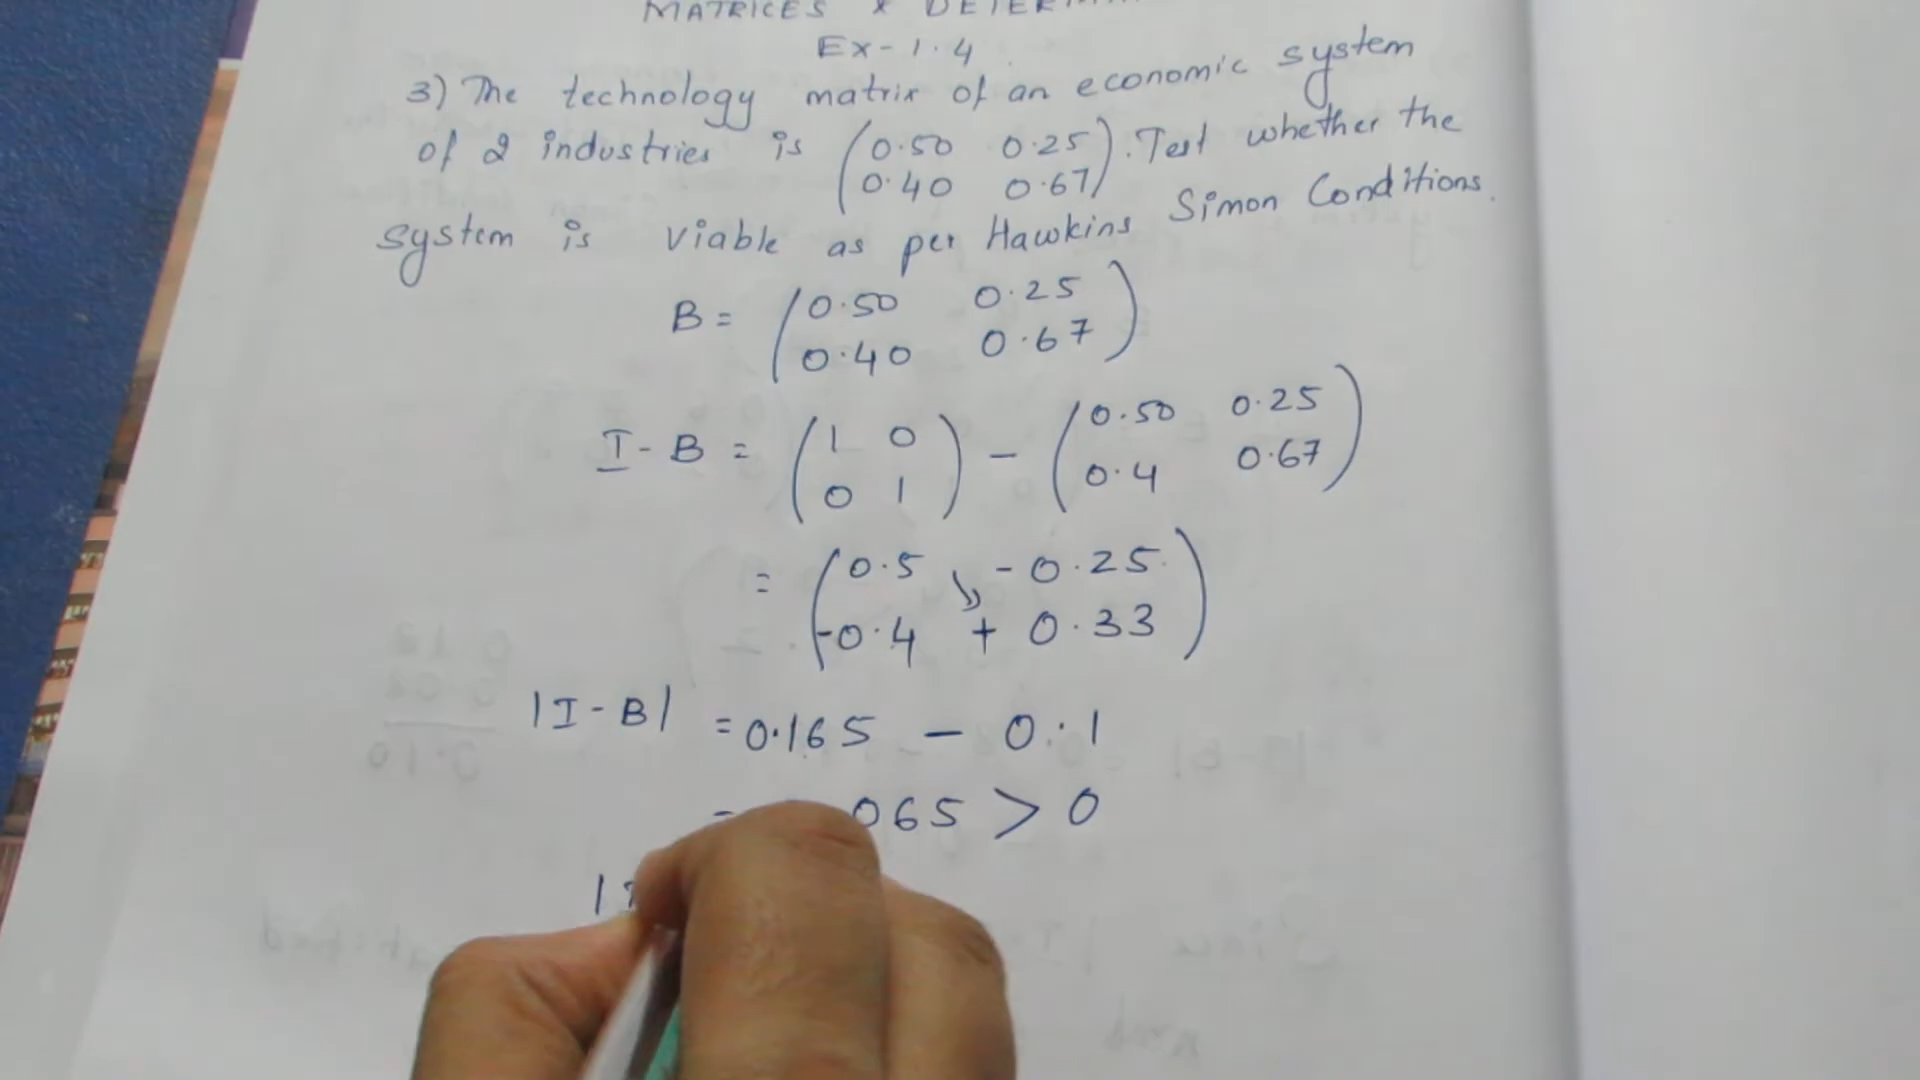 MATRICES & DETERM
Ex-1.4
3) The technology matrix of an economic system
of 2 industries is (0.50 0.25). Test whether the
0.40 0.67
system is viable as per Hawkins Simon Conditions.
B = (0.50 0.25)
0.40 0.67
I-B = (1 0) - (0.50 0.25)
0 1 0.4 0.67
= (0.5 -0.25)
-0.4 +0.33
|I-B| = 0.165 - 0.1
= 065 > 0